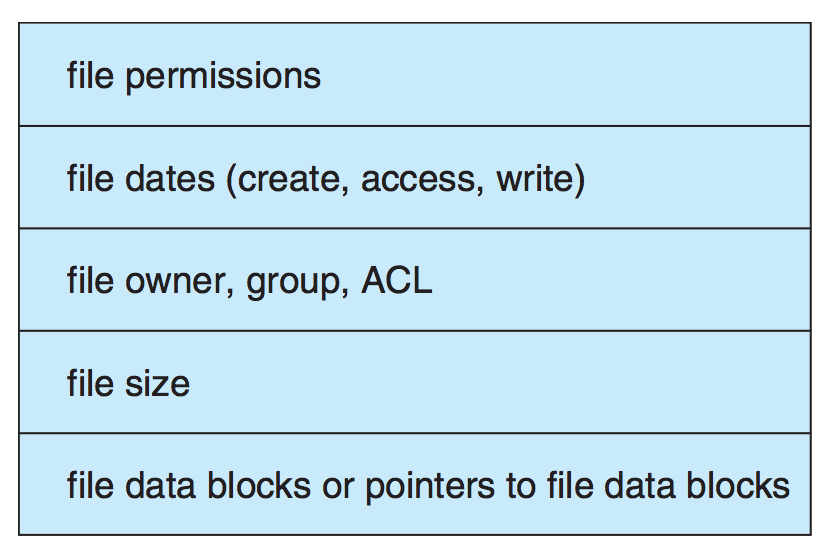 file permissions
file dates (create, access, write)
file owner, group, ACL
file size
file data blocks or pointers to file data blocks